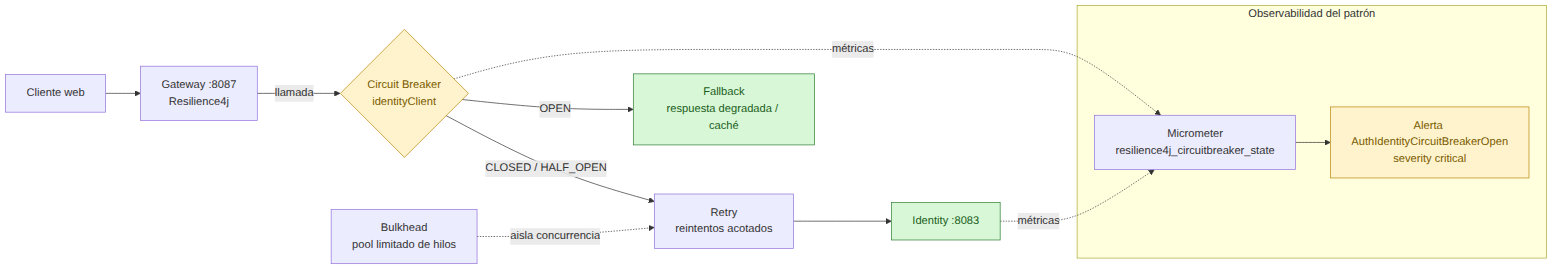 Observabilidad del patrón
Cliente web
Gateway :8087
Resilience4j
llamada
Circuit Breaker
identityClient
métricas
OPEN
CLOSED / HALF_OPEN
Fallback
respuesta degradada /
caché
Bulkhead
pool limitado de hilos
aisla concurrencia
Retry
reintentos acotados
Identity :8083
métricas
Micrometer
resilience4j_circuitbreaker_state
Alerta
AuthIdentityCircuitBreakerOpen
severity critical